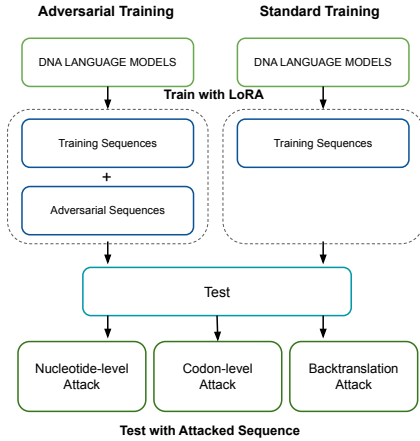 Adversarial Training
Standard Training
DNA LANGUAGE MODELS
DNA LANGUAGE MODELS
Train with LoRA
Training Sequences
Training Sequences
+
Adversarial Sequences
Test
Nucleotide-level
Attack
Codon-level
Attack
Backtranslation
Attack
Test with Attacked Sequence